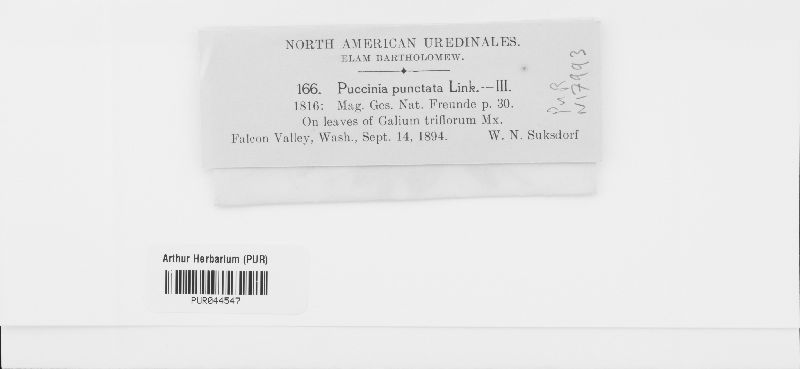 NORTH AMERICAN UREDINALES.
ELAM BARTHOLOMEW.
166. Puccinia punctata Link.—III.
1816: Mag. Ges. Nat. Freunde p. 30.
On leaves of Galium triflorum Mx.
Falcon Valley, Wash., Sept. 14, 1894. W. N. Suksdorf
PUR
N17993
Arthur Herbarium (PUR)
PUR044547